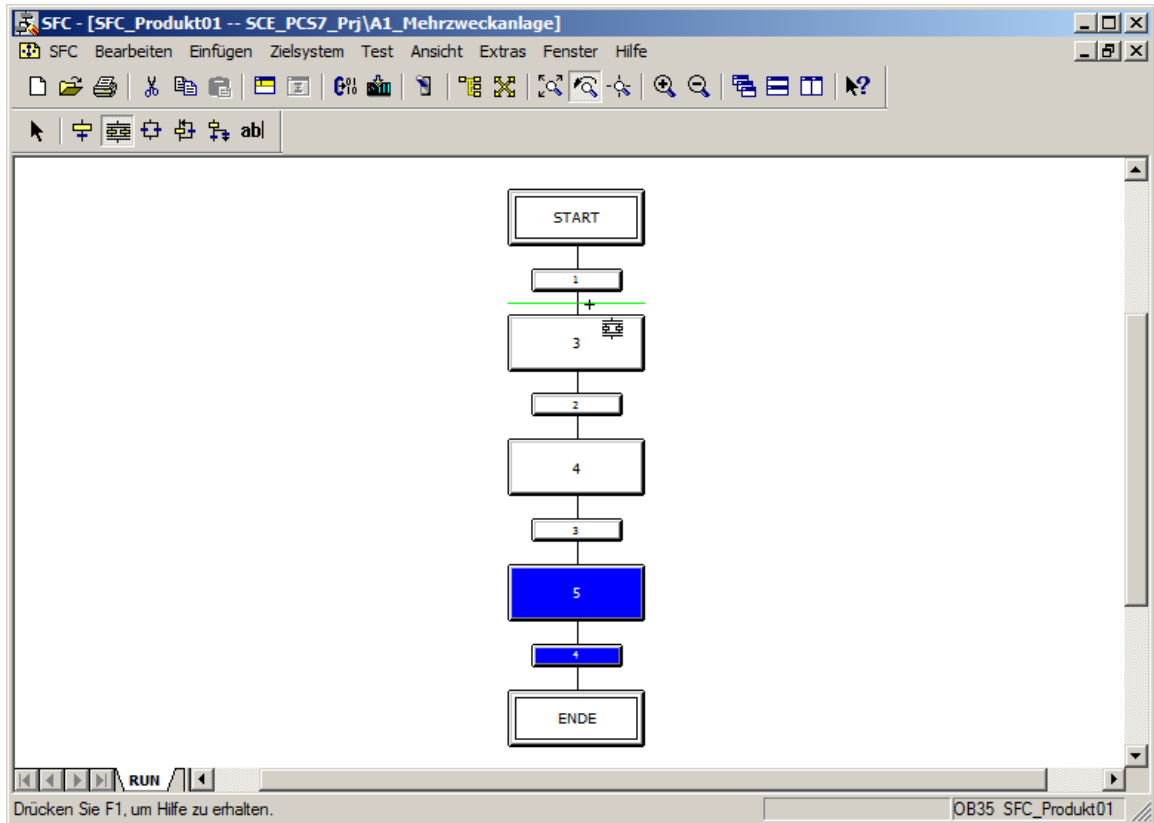 SFC - [SFC_Produkt01 -- SCE_PCS7_Prj\A1_Mehrzweckanlage]
SFC Bearbeiten Einfügen Zielsystem Test Ansicht Extras Fenster Hilfe
ab|
START
1
3
2
4
3
5
4
ENDE
RUN
Drücken Sie F1, um Hilfe zu erhalten.
OB35 SFC_Produkt01